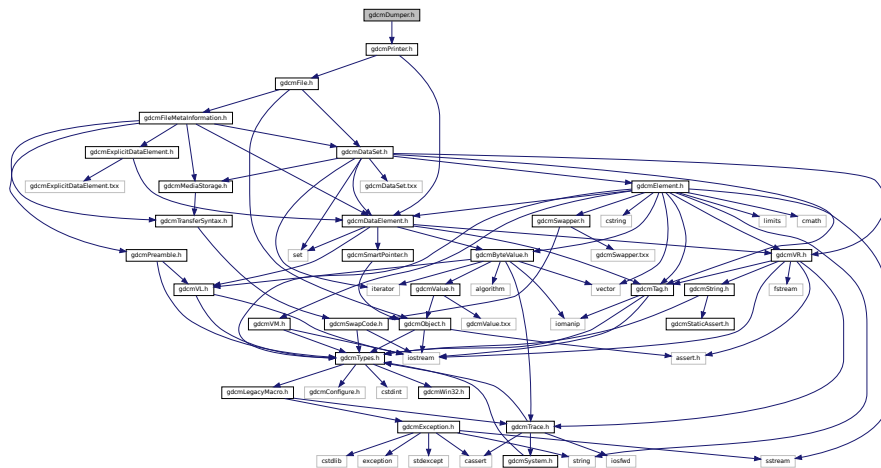 gdcmDumper.h
gdcmPrinter.h
gdcmFile.h
gdcmFileMetaInformation.h
gdcmExplicitDataElement.h
gdcmDataSet.h
gdcmExplicitDataElement.txx
gdcmMediaStorage.h
gdcmDataSet.txx
gdcmElement.h
gdcmTransferSyntax.h
gdcmDataElement.h
gdcmSwapper.h
cstring
limits
cmath
gdcmPreamble.h
set
gdcmSmartPointer.h
gdcmByteValue.h
gdcmSwapper.txx
gdcmVR.h
gdcmVL.h
iterator
gdcmValue.h
algorithm
vector
gdcmTag.h
gdcmString.h
fstream
gdcmVM.h
gdcmSwapCode.h
gdcmObject.h
gdcmValue.txx
iomanip
gdcmStaticAssert.h
gdcmTypes.h
iostream
assert.h
gdcmLegacyMacro.h
gdcmConfigure.h
cstdint
gdcmWin32.h
gdcmException.h
gdcmTrace.h
cstdlib
exception
stdexcept
cassert
gdcmSystem.h
string
iosfwd
sstream